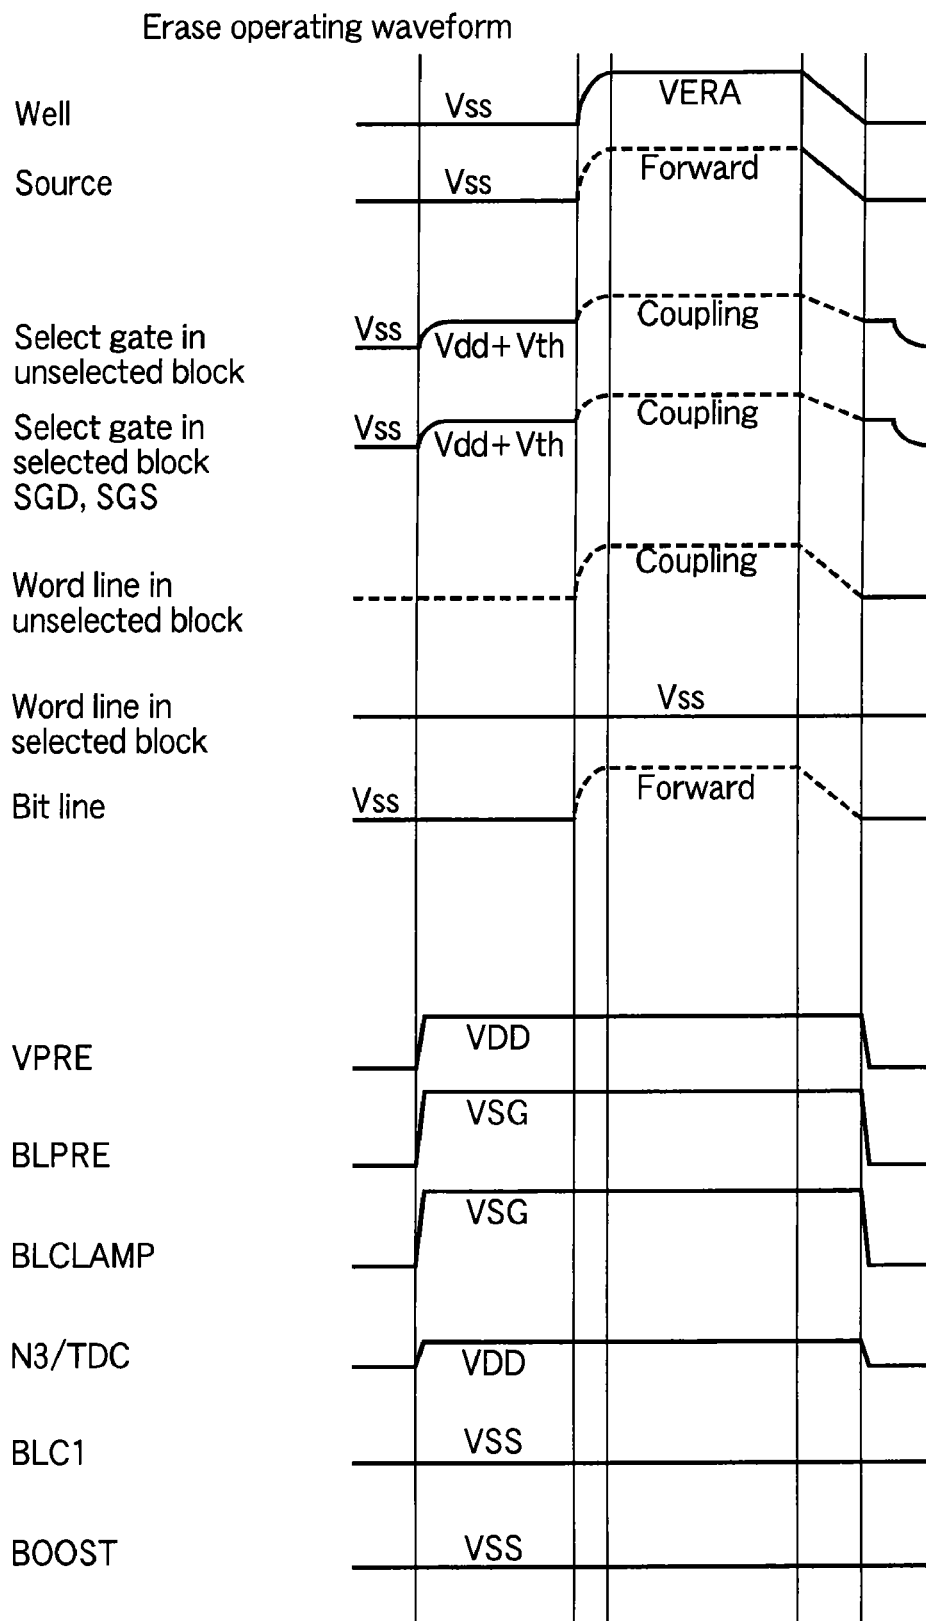 Erase operating waveform
Well
Vss
VERA
Source
Vss
Forward
Select gate in
unselected block
Vss
Vdd+Vth
Coupling
Select gate in
selected block
SGD, SGS
Vss
Vdd+Vth
Coupling
Word line in
unselected block
Coupling
Word line in
selected block
Vss
Bit line
Vss
Forward
VPRE
VDD
BLPRE
VSG
BLCLAMP
VSG
N3/TDC
VDD
BLC1
VSS
BOOST
VSS